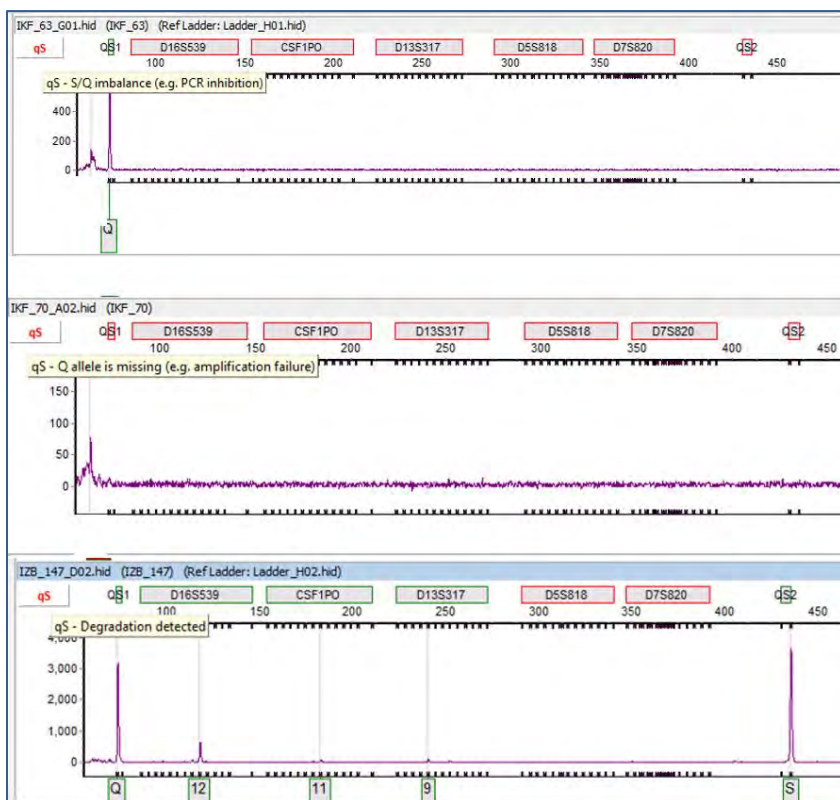 IKF_63_G01.hid (IKF_63) (Ref Ladder: Ladder_H01.hid)
qS QS1 D16S539 CSF1PO D13S317 D5S818 D7S820 QS2
100 150 200 250 300 350 400 450
qS - S/Q imbalance (e.g. PCR inhibition)
400
200
0
Q
IKF_70_A02.hid (IKF_70)
qS QS1 D16S539 CSF1PO D13S317 D5S818 D7S820 QS2
100 150 200 250 300 350 400 450
qS - Q allele is missing (e.g. amplification failure)
150
100
50
0
IZB_147_D02.hid (IZB_147) (Ref Ladder: Ladder_H02.hid)
qS QS1 D16S539 CSF1PO D13S317 D5S818 D7S820 QS2
100 150 200 250 300 350 400 450
qS - Degradation detected
4,000
3,000
2,000
1,000
0
Q 12 11 9 S